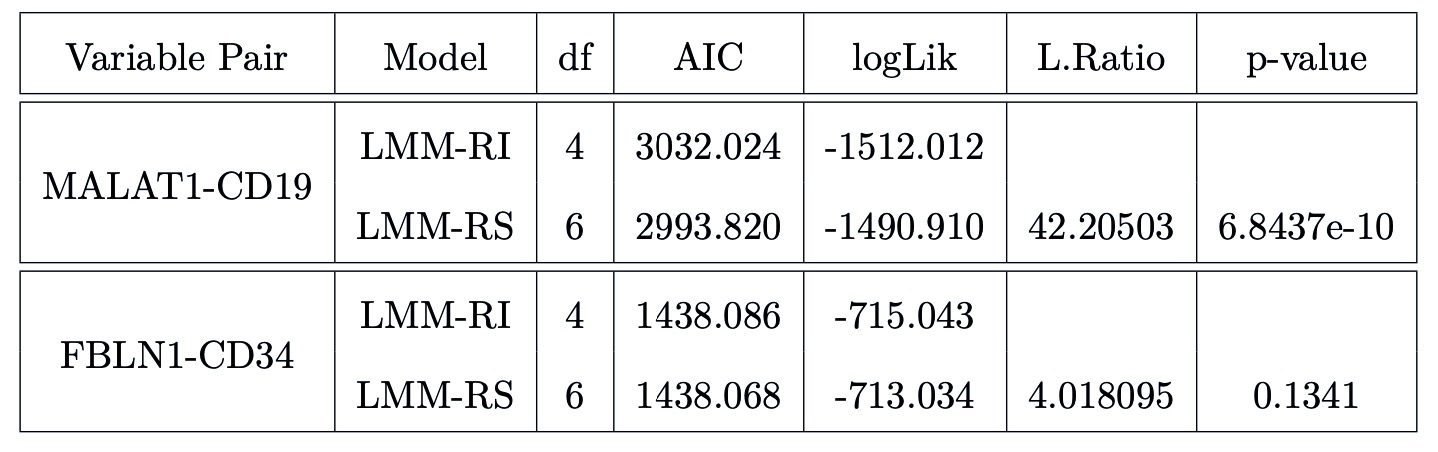 Variable Pair Model df AIC logLik L.Ratio p-value
LMM-RI 4 3032.024 -1512.012
MALAT1-CD19
LMM-RS 6 2993.820 -1490.910 42.20503 6.8437e-10
LMM-RI 4 1438.086 -715.043
FBLN1-CD34
LMM-RS 6 1438.068 -713.034 4.018095 0.1341